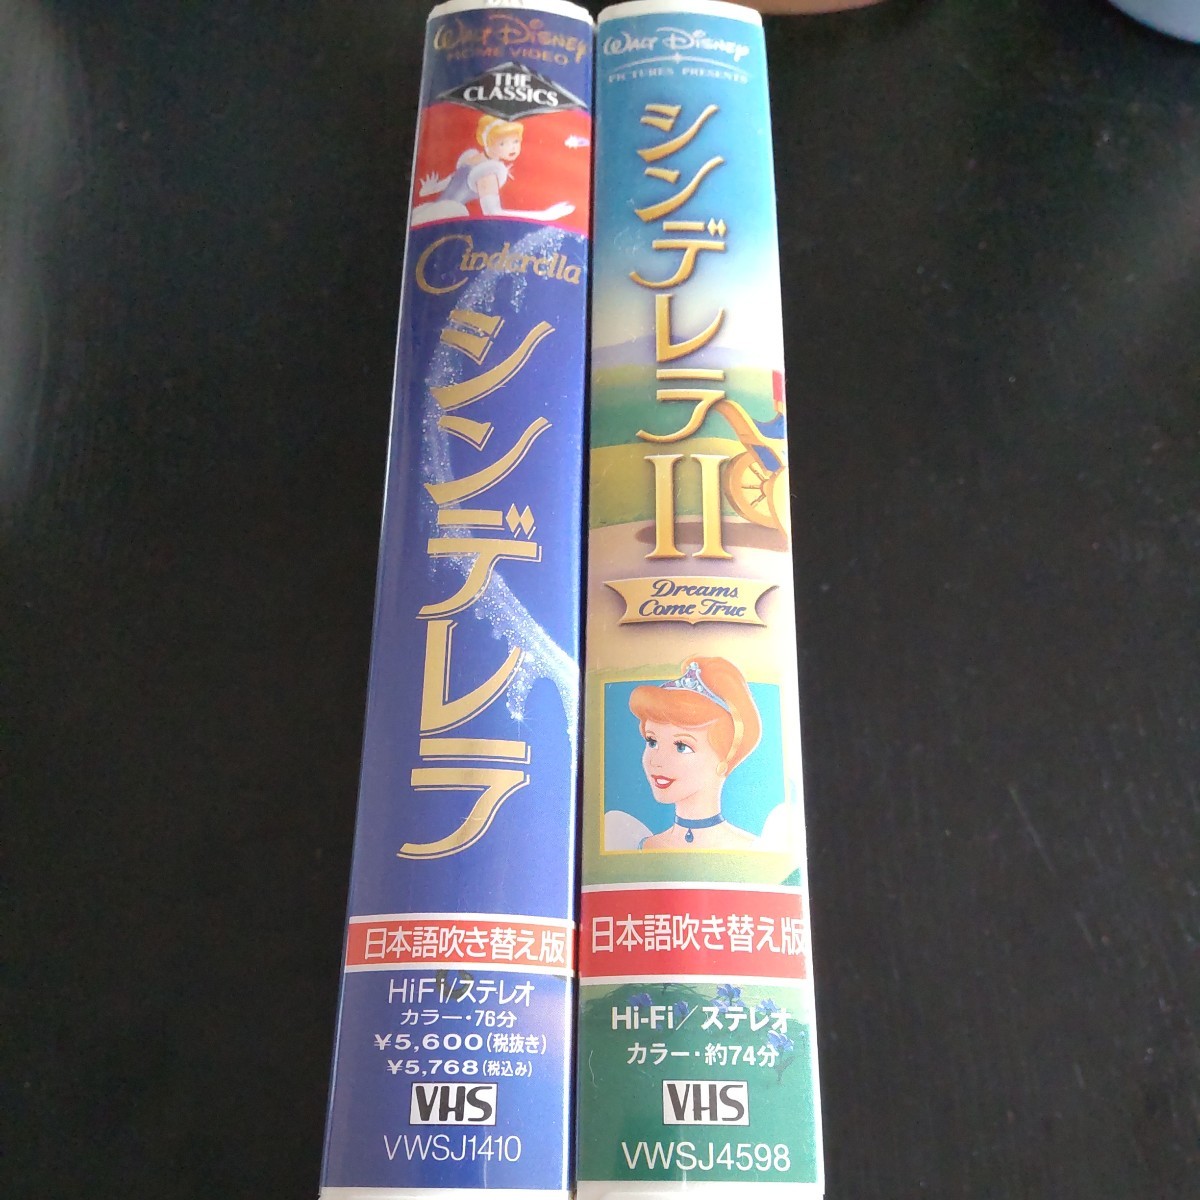 WALT DISNEY
HOME VIDEO
THE
CLASSICS
Cinderella
シンデレラ
日本語吹き替え版
HiFi/ステレオ
カラー・76分
¥5,600(税抜き)
¥5,768(税込み)
VHS
VWSJ1410
WALT DISNEY
PICTURES PRESENTS
シンデレラII
Dreams
Come True
日本語吹き替え版
Hi-Fi/ステレオ
カラー・約74分
VHS
VWSJ4598